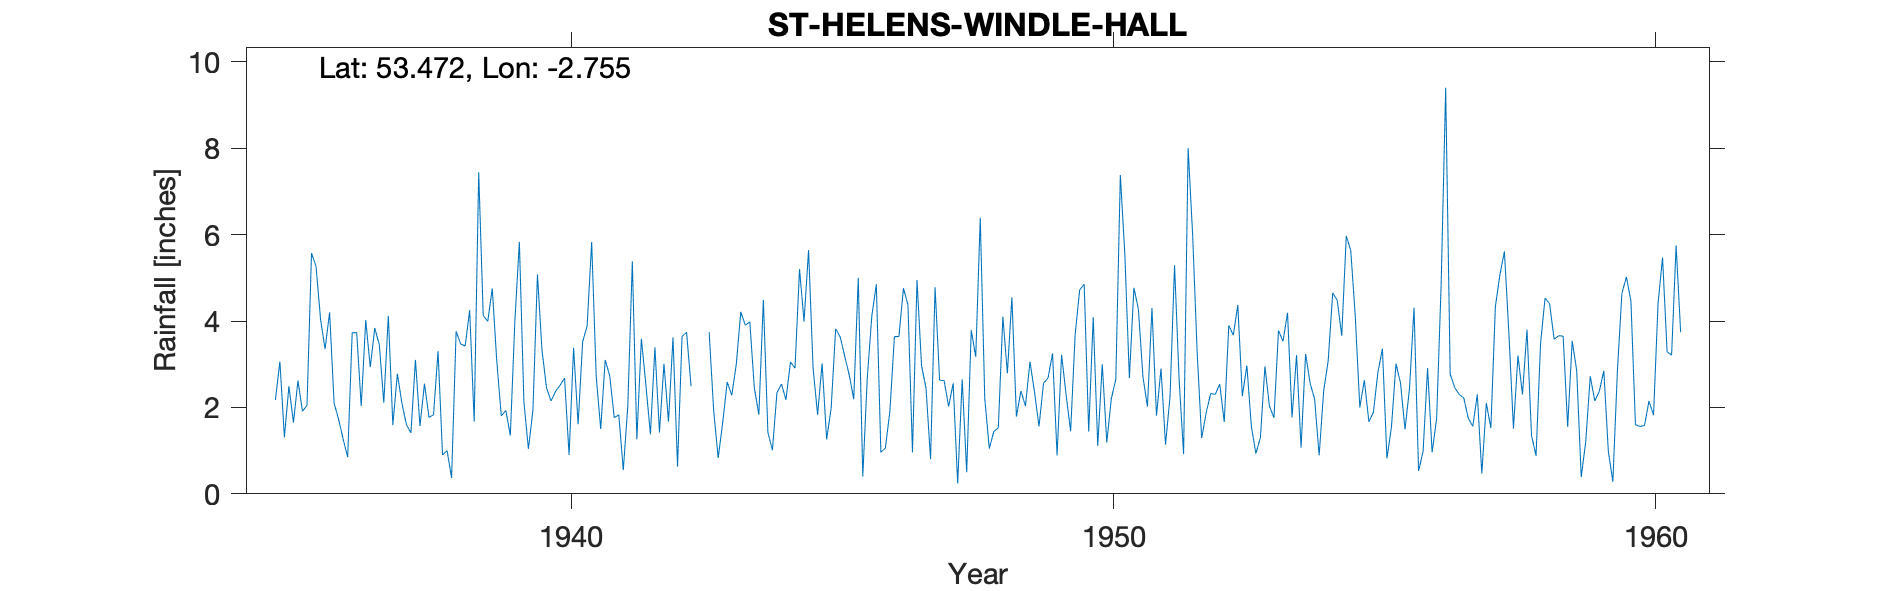 ST-HELENS-WINDLE-HALL
Lat: 53.472, Lon: -2.755
Rainfall [inches]
10
8
6
4
2
0
1940 1950 1960
Year